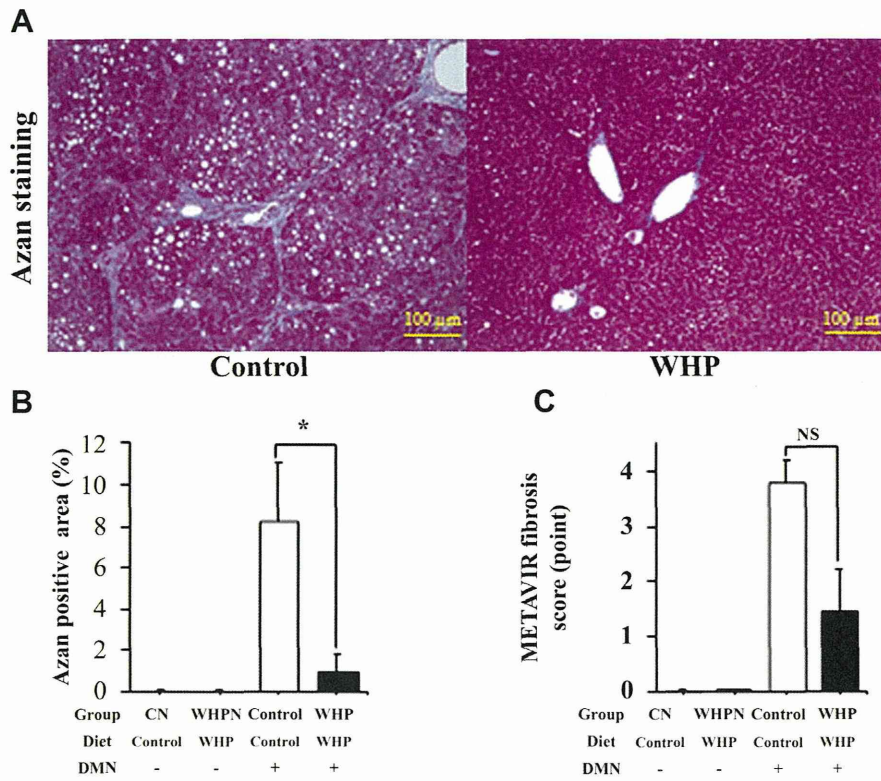 A
Azan staining
100 µm
100 µm
Control
WHP
B
Azan positive area (%)
12
10
8
6
4
2
0
*
Group CN WHPN Control WHP
Diet Control WHP Control WHP
DMN - - + +
C
METAVIR fibrosis
score (point)
4
3
2
1
0
NS
Group CN WHPN Control WHP
Diet Control WHP Control WHP
DMN - - + +